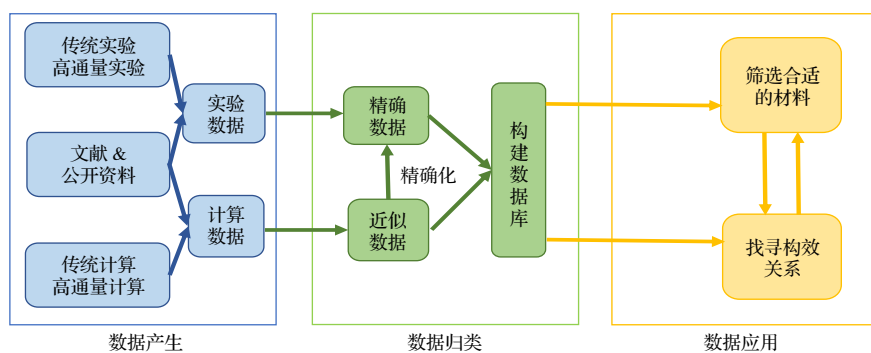 传统实验
高通量实验
文献 &
公开资料
传统计算
高通量计算
实验
数据
计算
数据
数据产生
精确
数据
精确化
近似
数据
构
建
数
据
库
数据归类
筛选合适
的材料
找寻构效
关系
数据应用